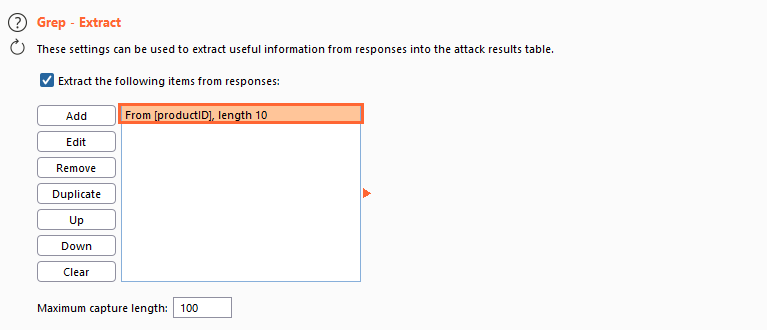 Grep - Extract
These settings can be used to extract useful information from responses into the attack results table.
Extract the following items from responses:
Add
From [productID], length 10
Edit
Remove
Duplicate
Up
Down
Clear
Maximum capture length: 100